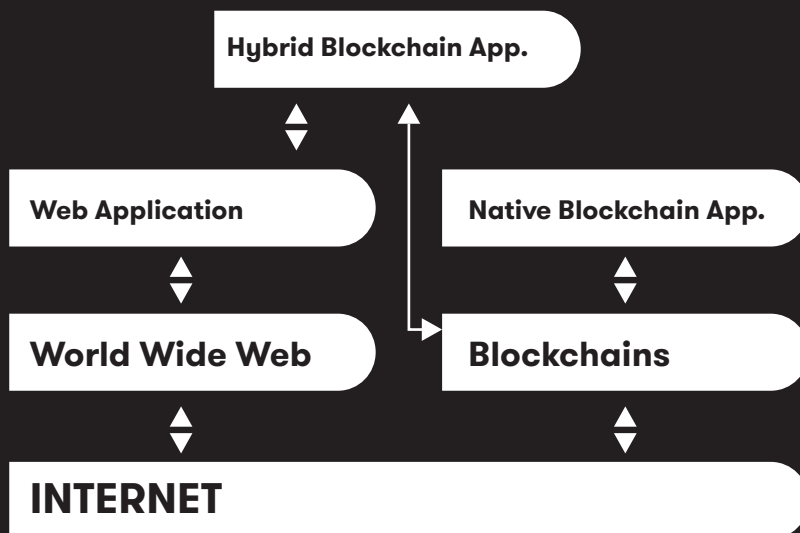 Hybrid Blockchain App.
Web Application
Native Blockchain App.
World Wide Web
Blockchains
INTERNET